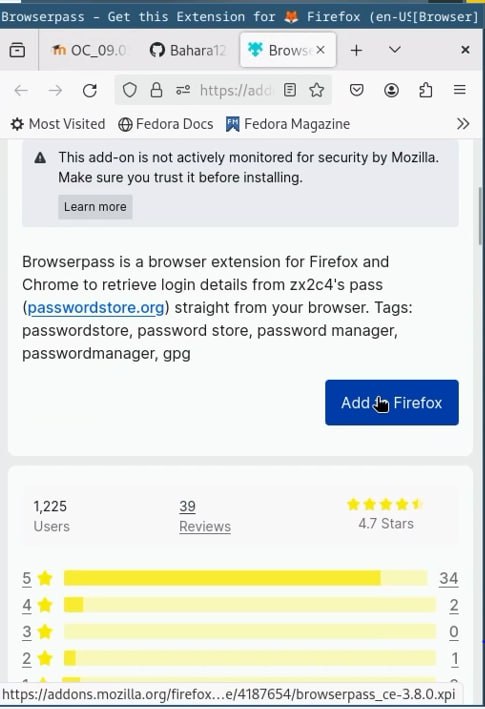 Browserpass – Get this Extension for 🦊 Firefox (en-US[Browser]
OC_09.0
Bahara12
Brows
https://add
Most Visited
Fedora Docs
Fedora Magazine
This add-on is not actively monitored for security by Mozilla.
Make sure you trust it before installing.
Learn more
Browserpass is a browser extension for Firefox and
Chrome to retrieve login details from zx2c4's pass
(passwordstore.org) straight from your browser. Tags:
passwordstore, password store, password manager,
passwordmanager, gpg
Add to Firefox
1,225
Users
39
Reviews
4.7 Stars
5 34
4 2
3 0
2 1
https://addons.mozilla.org/firefox…e/4187654/browserpass_ce-3.8.0.xpi